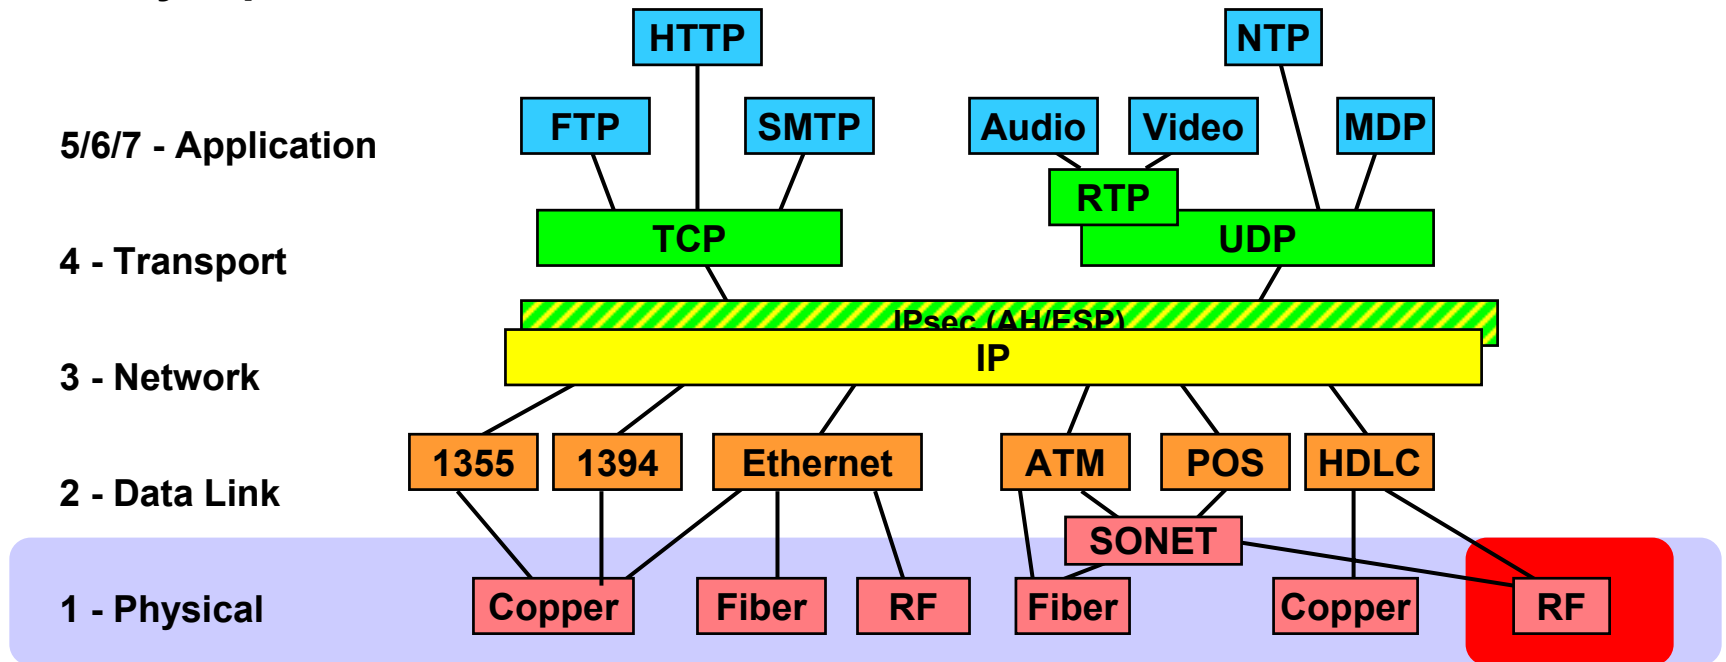 HTTP NTP
FTP SMTP Audio Video MDP
5/6/7 - Application
RTP
TCP UDP
4 - Transport
IPsec (AH/ESP)
IP
3 - Network
1355 1394 Ethernet ATM POS HDLC
2 - Data Link
SONET
1 - Physical Copper Fiber RF Fiber Copper RF